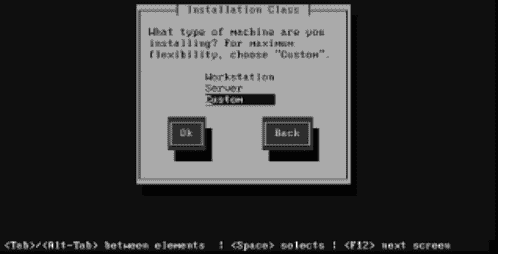 Installation Class
What type of machine are you
installing? For maximum
flexibility, choose "Custom".
Workstation
Server
Custom
Ok Back
<Tab>/<Alt-Tab> between elements | <Space> selects | <F12> next screen